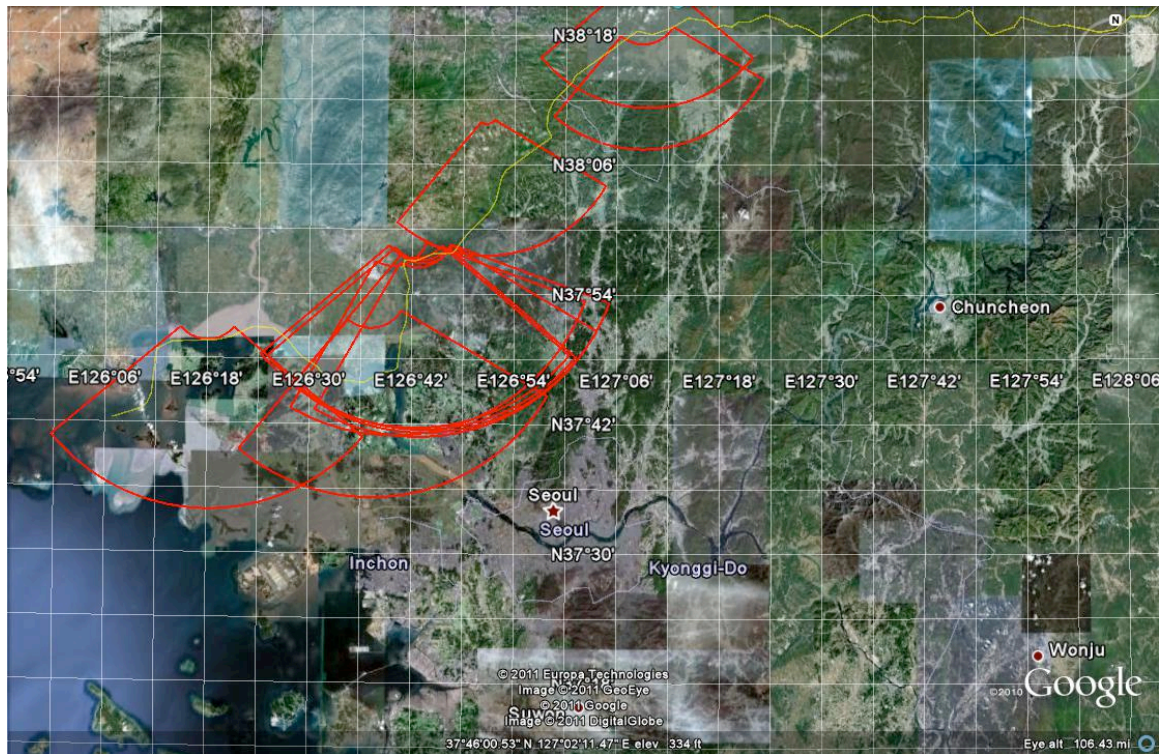 N
N38°18'
N38°06'
N37°54'
Chuncheon
°54' E126°06' E126°18' E126°30' E126°42' E126°54' E127°06' E127°18' E127°30' E127°42' E127°54' E128°06'
N37°42'
Seoul
Seoul
N37°30'
Inchon
Kyonggi-Do
Wonju
© 2011 Europa Technologies
Image © 2011 GeoEye
© 2011 Google
Image © 2011 DigitalGlobe
Suwon
©2010 Google
37°46'00.53" N 127°02'11.47" E elev 334 ft
Eye alt 106.43 mi